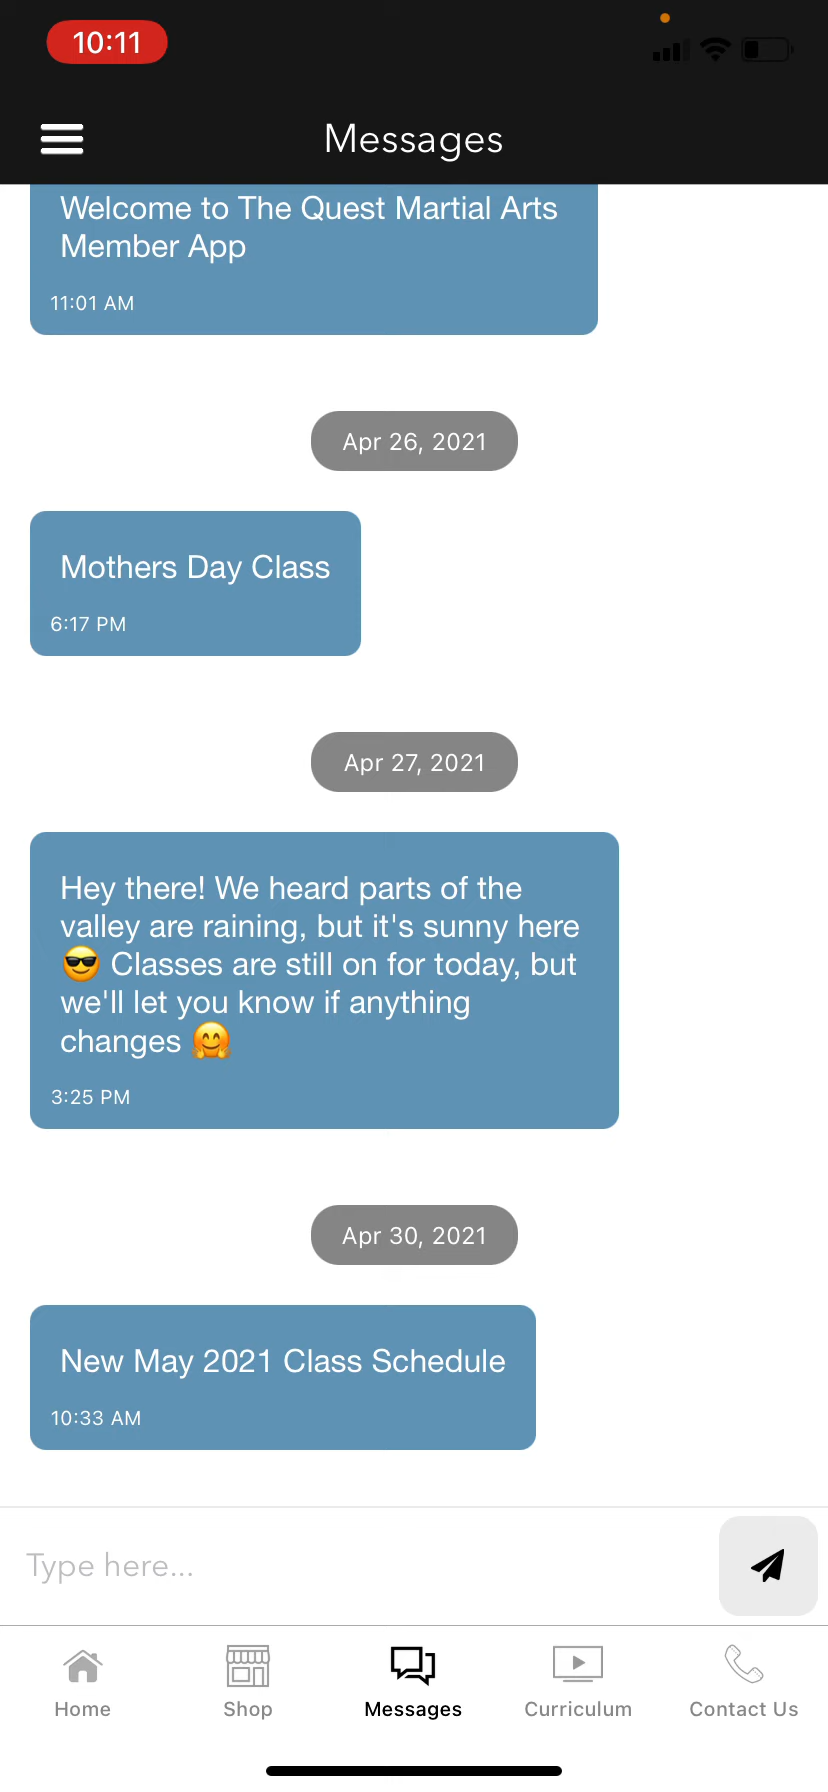 10:11
Messages
Welcome to The Quest Martial Arts
Member App
11:01 AM
Apr 26, 2021
Mothers Day Class
6:17 PM
Apr 27, 2021
Hey there! We heard parts of the
valley are raining, but it's sunny here
😎 Classes are still on for today, but
we'll let you know if anything
changes 🤗
3:25 PM
Apr 30, 2021
New May 2021 Class Schedule
10:33 AM
Type here...
Home
Shop
Messages
Curriculum
Contact Us